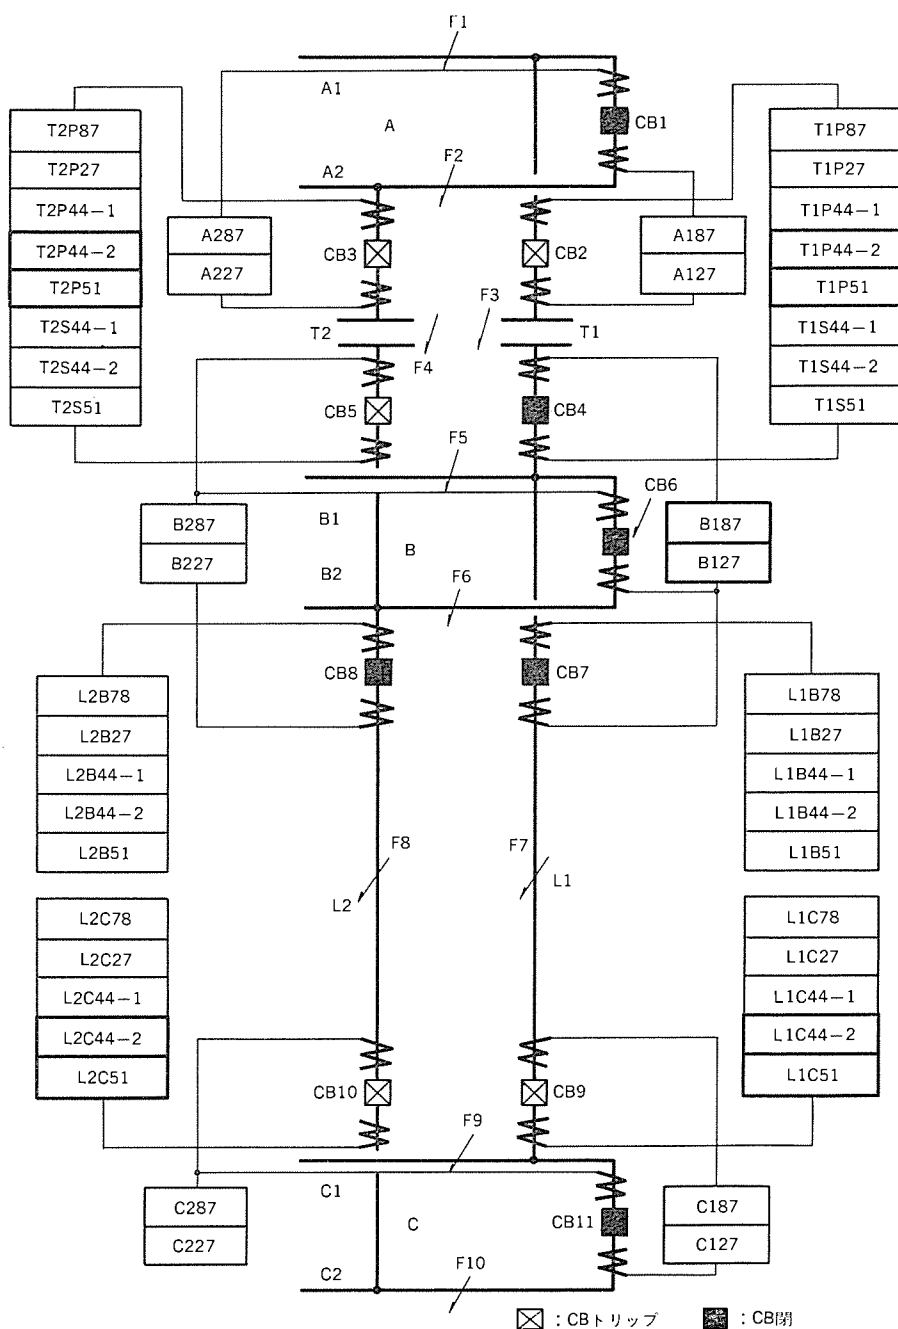 F1
A1
A
CB1
A2
F2
T2P87
T2P27
T2P44-1
T2P44-2
T2P51
T2S44-1
T2S44-2
T2S51
A287
A227
CB3
CB2
A187
A127
T1P87
T1P27
T1P44-1
T1P44-2
T1P51
T1S44-1
T1S44-2
T1S51
T2
F4
F3
T1
CB5
CB4
F5
CB6
B287
B227
B1
B
B2
F6
B187
B127
CB8
CB7
L2B78
L2B27
L2B44-1
L2B44-2
L2B51
L1B78
L1B27
L1B44-1
L1B44-2
L1B51
F8
F7
L2
L1
L2C78
L2C27
L2C44-1
L2C44-2
L2C51
L1C78
L1C27
L1C44-1
L1C44-2
L1C51
CB10
CB9
F9
C287
C227
C1
C
CB11
C2
F10
C187
C127
:CBトリップ
:CB閉